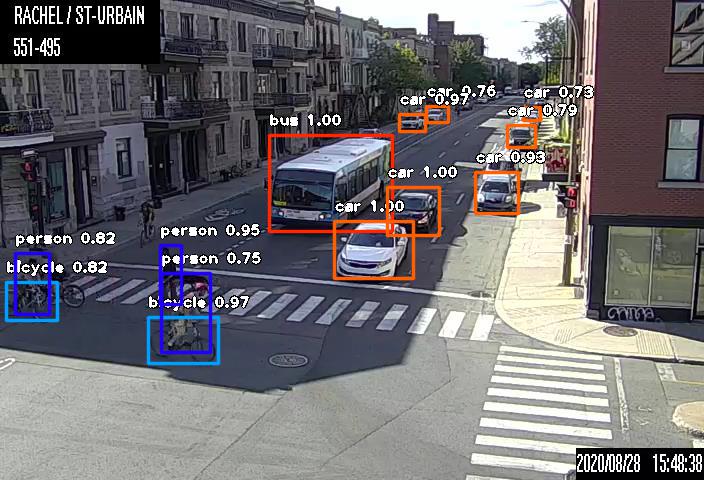 RACHEL / ST-URBAIN
551-495
car 0.76
car 0.97
car 0.73
car 0.79
bus 1.00
car 0.93
car 1.00
car 1.00
person 0.95
person 0.82
person 0.75
bicycle 0.82
bicycle 0.97
2020/08/28 15:48:38